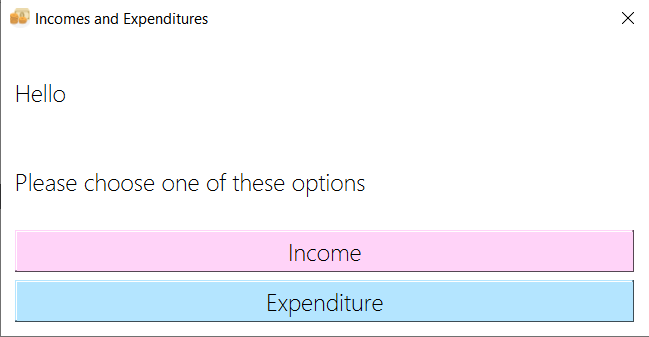 Incomes and Expenditures
Hello
Please choose one of these options
Income
Expenditure